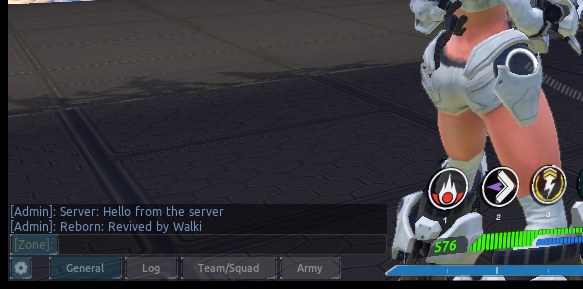 [Admin]: Server: Hello from the server
[Admin]: Reborn: Revived by Walki
[Zone]:
General Log Team/Squad Army
1 2 3
576